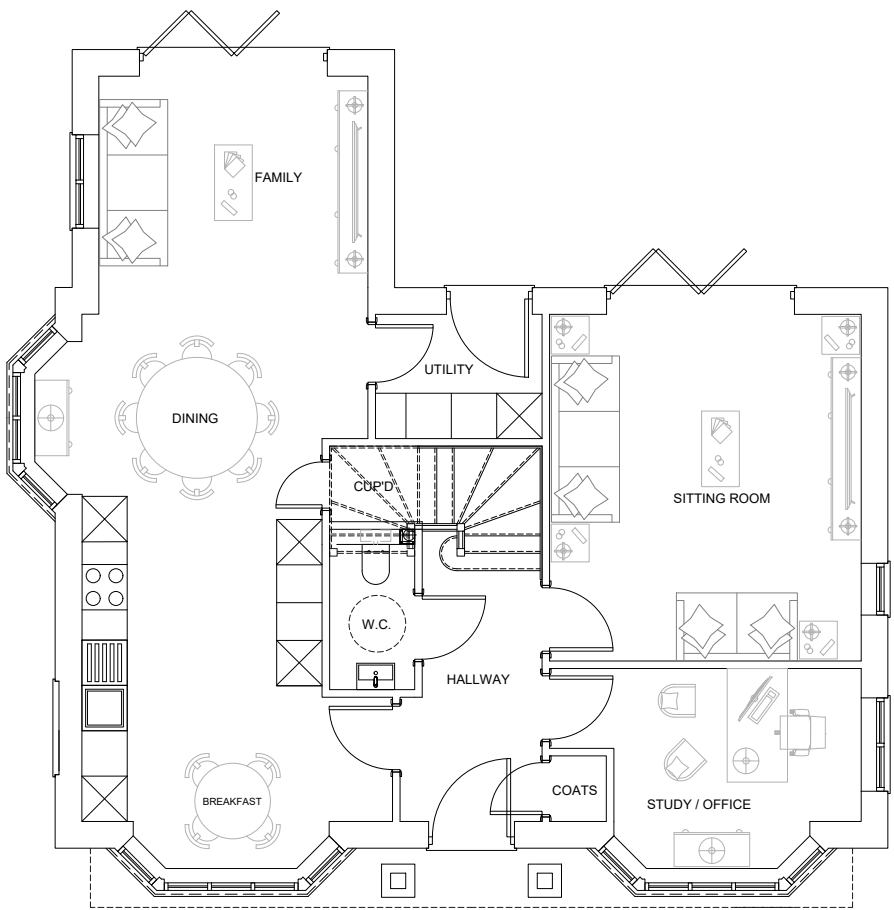 FAMILY
UTILITY
DINING
CUP'D
SITTING ROOM
W.C.
HALLWAY
COATS
BREAKFAST
STUDY / OFFICE